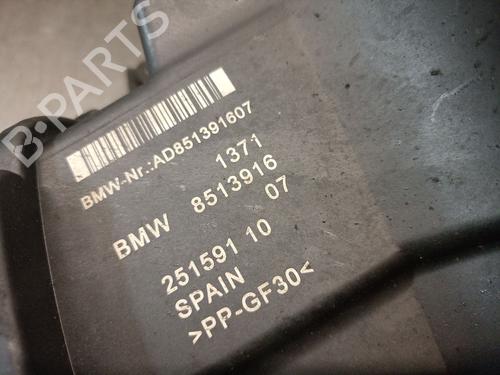 B-PARTS
BMW-Nr.:AD851391607
1371
BMW 8513916
07
251591 10
SPAIN
>PP-GF30<